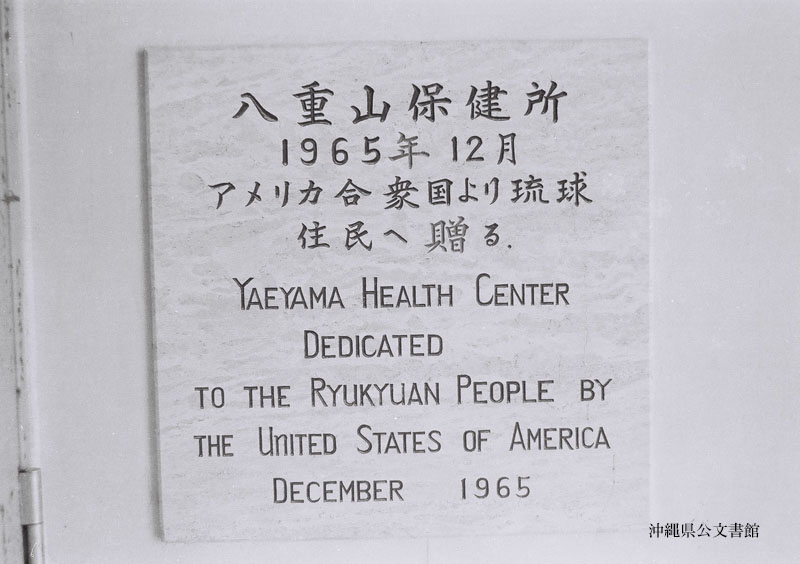 八重山保健所
1965年 12月
アメリカ合衆国より琉球
住民へ贈る.
YAEYAMA HEALTH CENTER
DEDICATED
TO THE RYUKYUAN PEOPLE BY
THE UNITED STATES OF AMERICA
DECEMBER 1965
沖縄県公文書館